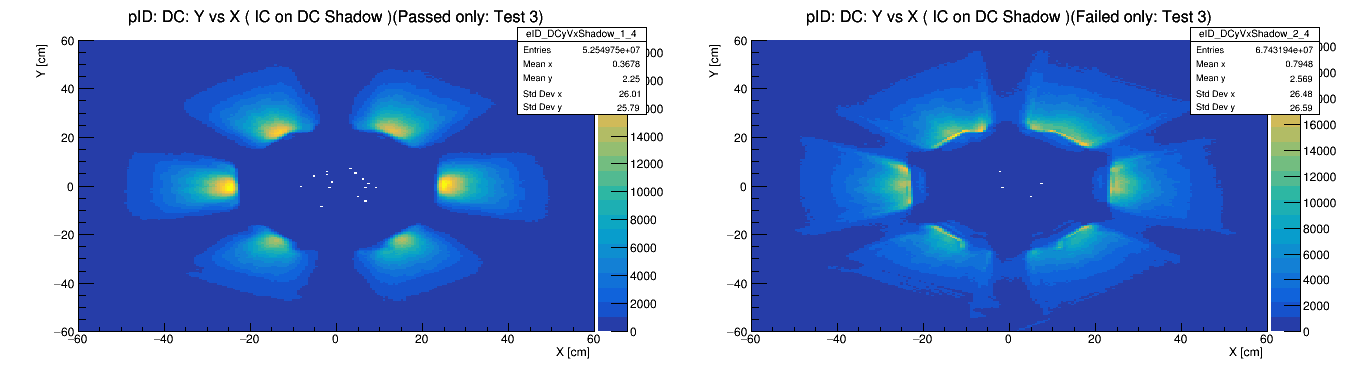 pID: DC: Y vs X ( IC on DC Shadow )(Passed only: Test 3)
eID_DCyVxShadow_1_4
Entries 5.254975e+07
Mean x 0.3678
Mean y 2.25
Std Dev x 26.01
Std Dev y 25.79
Y [cm]
60
40
20
0
−20
−40
−60
−60 −40 −20 0 20 40 60
X [cm]
14000
12000
10000
8000
6000
4000
2000
0
pID: DC: Y vs X ( IC on DC Shadow )(Failed only: Test 3)
eID_DCyVxShadow_2_4
Entries 6.743194e+07
Mean x 0.7948
Mean y 2.569
Std Dev x 26.48
Std Dev y 26.59
Y [cm]
60
40
20
0
−20
−40
−60
−60 −40 −20 0 20 40 60
X [cm]
16000
14000
12000
10000
8000
6000
4000
2000
0